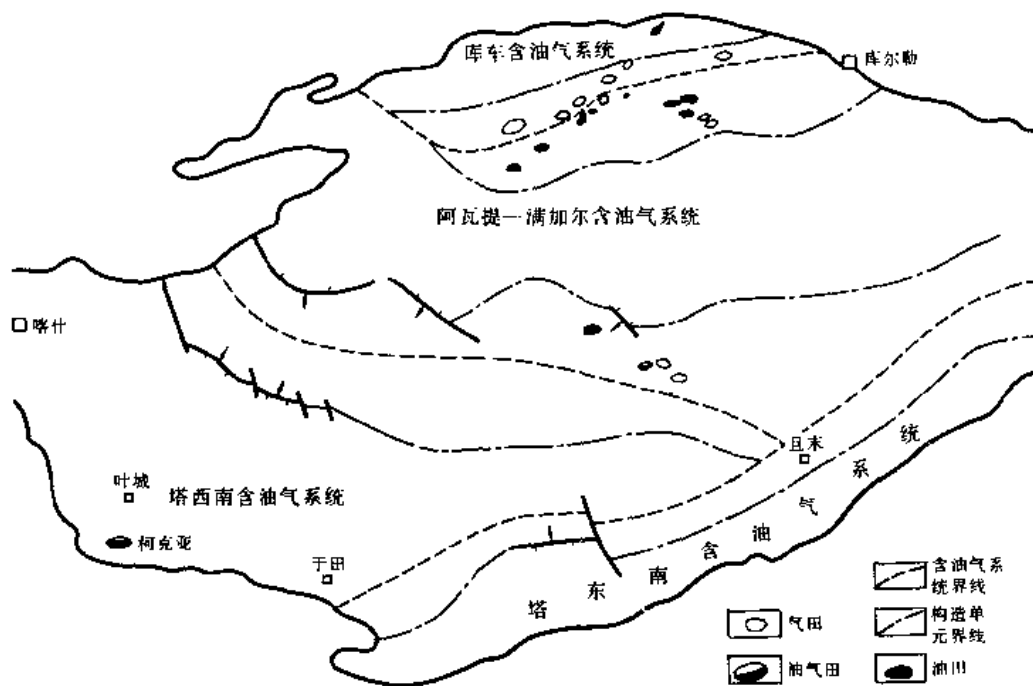 库车含油气系统
库尔勒
阿瓦提—满加尔含油气系统
喀什
且末
叶城
塔西南含油气系统
柯克亚
于田
塔东南含油气系统
含油气系
统界线
气田
构造单
元界线
油气田
油田